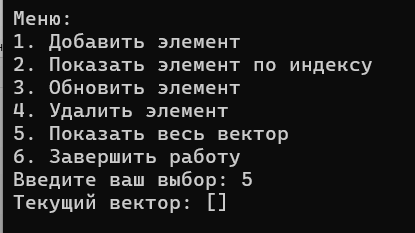 Меню:
1. Добавить элемент
2. Показать элемент по индексу
3. Обновить элемент
4. Удалить элемент
5. Показать весь вектор
6. Завершить работу
Введите ваш выбор: 5
Текущий вектор: []